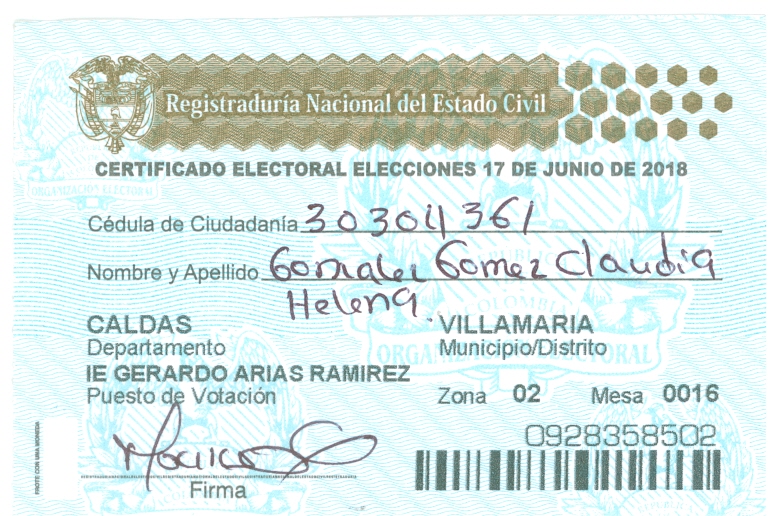 Registraduría Nacional del Estado Civil
CERTIFICADO ELECTORAL ELECCIONES 17 DE JUNIO DE 2018
Cédula de Ciudadanía 30304361
Nombre y Apellido Gonzalez Gomez Claudia
Helena.
CALDAS VILLAMARIA
Departamento Municipio/Distrito
IE GERARDO ARIAS RAMIREZ
Puesto de Votación Zona 02 Mesa 0016
0928358502
Firma
FROTE CON UNA MONEDA
ORGANIZACIÓN ELECTORAL